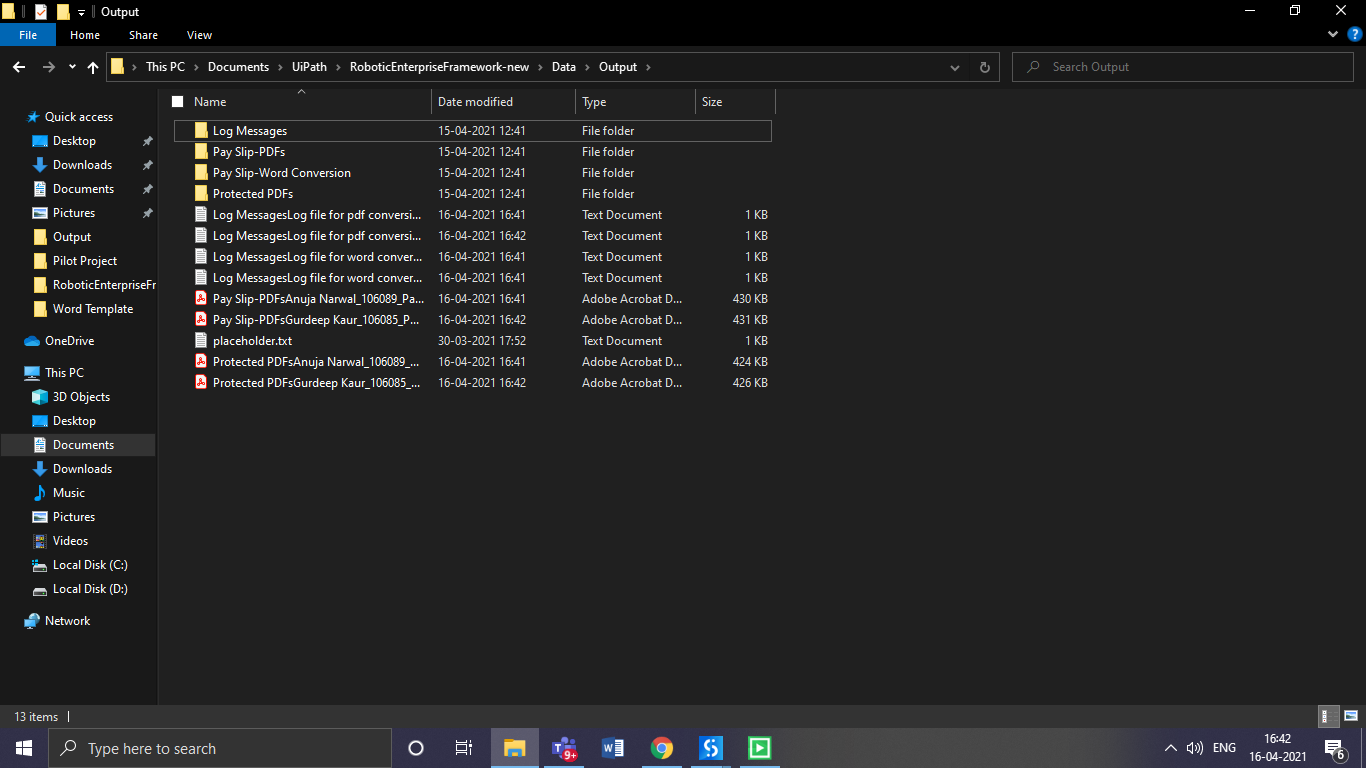 Output
File Home Share View
This PC > Documents > UiPath > RoboticEnterpriseFramework-new > Data > Output >
Search Output
Name Date modified Type Size
Quick access
Desktop
Downloads
Documents
Pictures
Output
Pilot Project
RoboticEnterpriseFr
Word Template
OneDrive
This PC
3D Objects
Desktop
Documents
Downloads
Music
Pictures
Videos
Local Disk (C:)
Local Disk (D:)
Network
Log Messages 15-04-2021 12:41 File folder
Pay Slip-PDFs 15-04-2021 12:41 File folder
Pay Slip-Word Conversion 15-04-2021 12:41 File folder
Protected PDFs 15-04-2021 12:41 File folder
Log MessagesLog file for pdf conversi... 16-04-2021 16:41 Text Document 1 KB
Log MessagesLog file for pdf conversi... 16-04-2021 16:42 Text Document 1 KB
Log MessagesLog file for word conver... 16-04-2021 16:41 Text Document 1 KB
Log MessagesLog file for word conver... 16-04-2021 16:41 Text Document 1 KB
Pay Slip-PDFsAnuja Narwal_106089_Pa... 16-04-2021 16:41 Adobe Acrobat D... 430 KB
Pay Slip-PDFsGurdeep Kaur_106085_P... 16-04-2021 16:42 Adobe Acrobat D... 431 KB
placeholder.txt 30-03-2021 17:52 Text Document 1 KB
Protected PDFsAnuja Narwal_106089_... 16-04-2021 16:41 Adobe Acrobat D... 424 KB
Protected PDFsGurdeep Kaur_106085_... 16-04-2021 16:42 Adobe Acrobat D... 426 KB
13 items
Type here to search
9+
ENG
16:42
16-04-2021
6